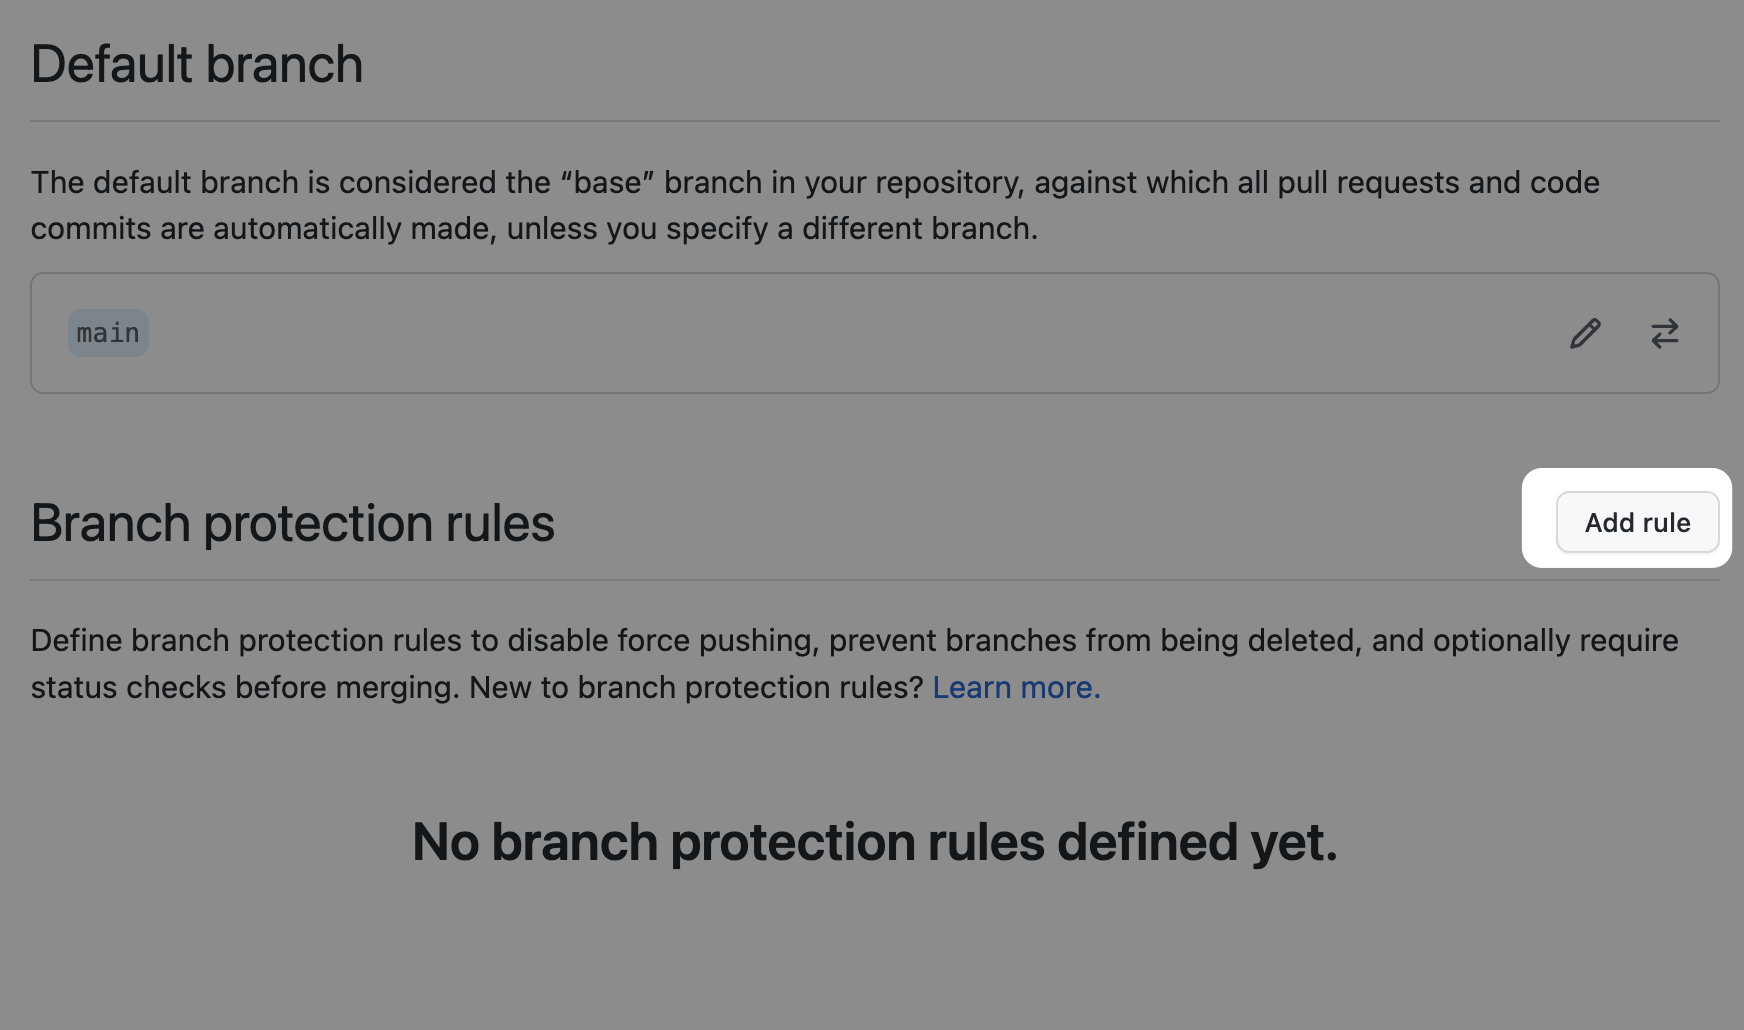 Default branch
The default branch is considered the “base” branch in your repository, against which all pull requests and code
commits are automatically made, unless you specify a different branch.
main
Branch protection rules
Add rule
Define branch protection rules to disable force pushing, prevent branches from being deleted, and optionally require
status checks before merging. New to branch protection rules? Learn more.
No branch protection rules defined yet.